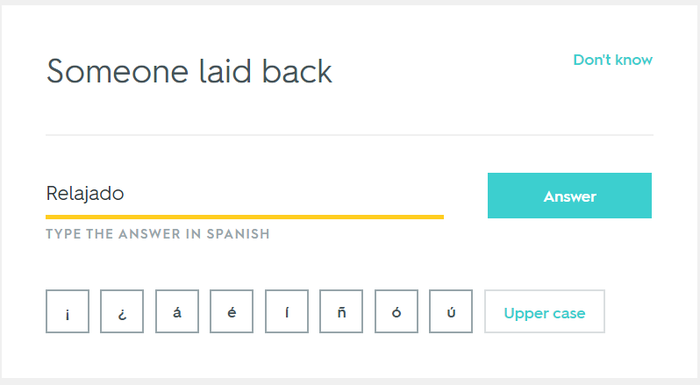 Someone laid back
Don't know
Relajado
Answer
TYPE THE ANSWER IN SPANISH
¡ ¿ á é í ñ ó ú Upper case